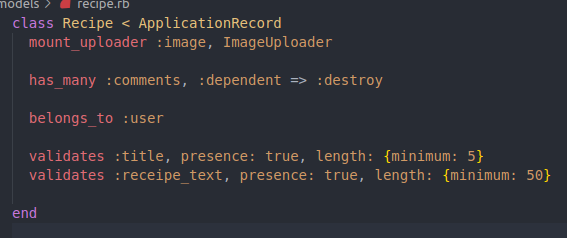 models > recipe.rb
class Recipe < ApplicationRecord
mount_uploader :image, ImageUploader
has_many :comments, :dependent => :destroy
belongs_to :user
validates :title, presence: true, length: {minimum: 5}
validates :receipe_text, presence: true, length: {minimum: 50}
end